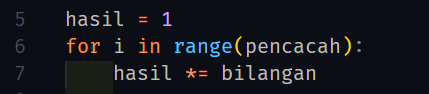 5 hasil = 1
6 for i in range(pencacah):
7 hasil *= bilangan